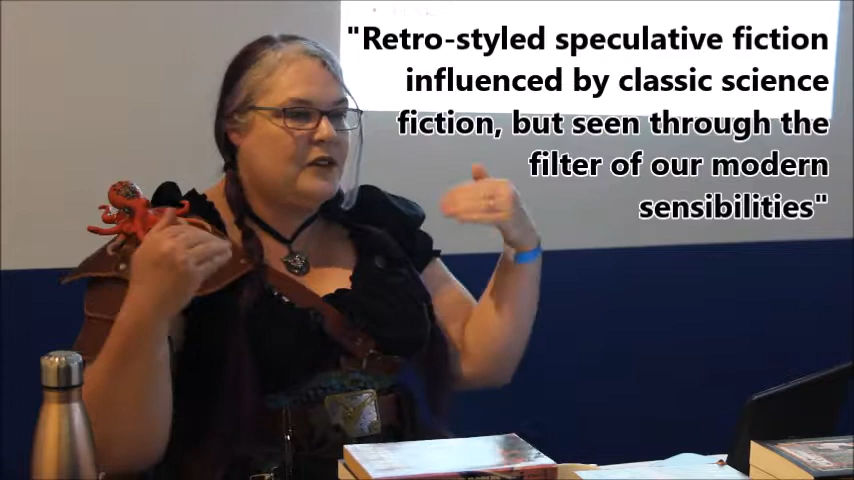 "Retro-styled speculative fiction
influenced by classic science
fiction, but seen through the
filter of our modern
sensibilities"